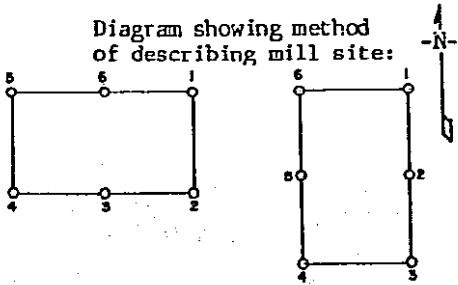 Diagram showing method
of describing mill site:
-N-
5 6 1
4 3 2
6 1
5 2
4 3